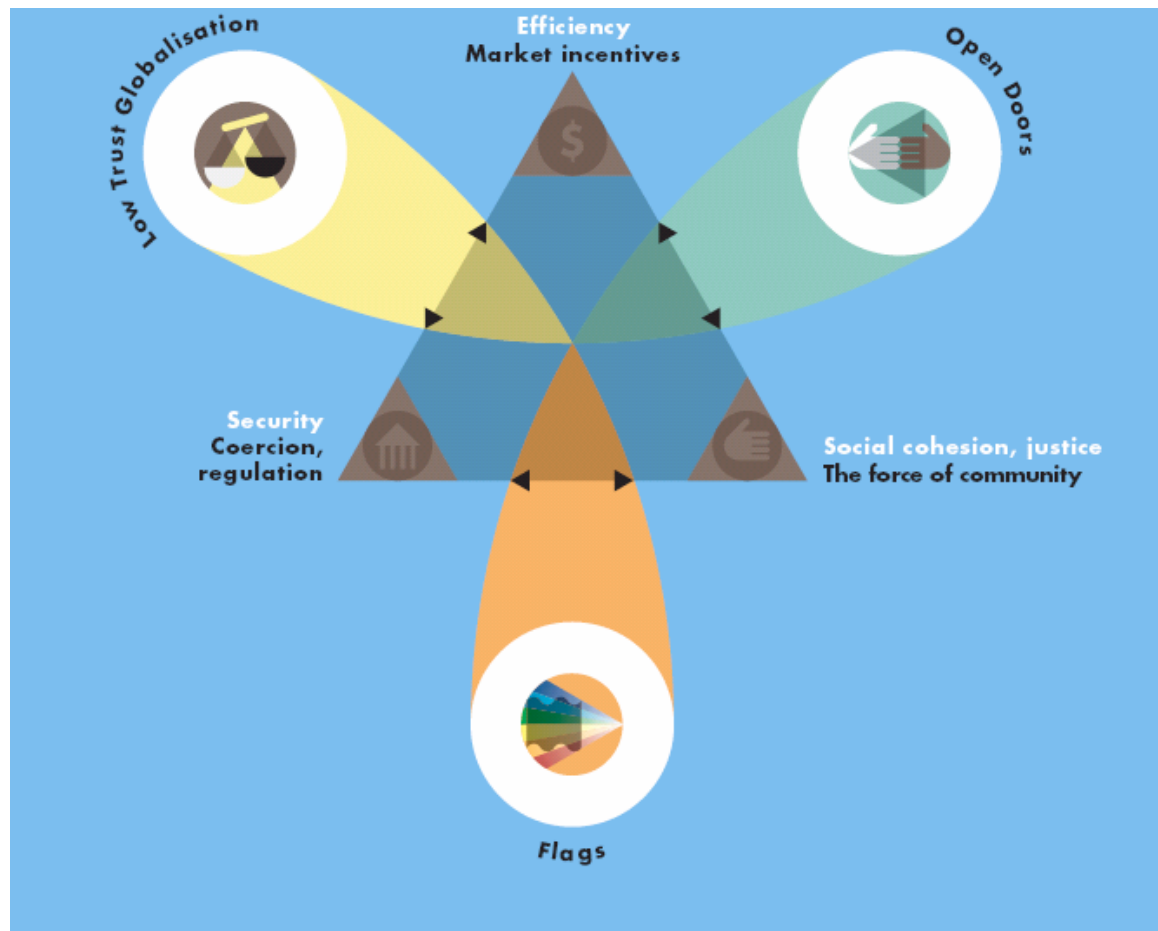 Low Trust Globalisation
Efficiency
Market incentives
Open Doors
$
Security
Coercion,
regulation
Social cohesion, justice
The force of community
Flags